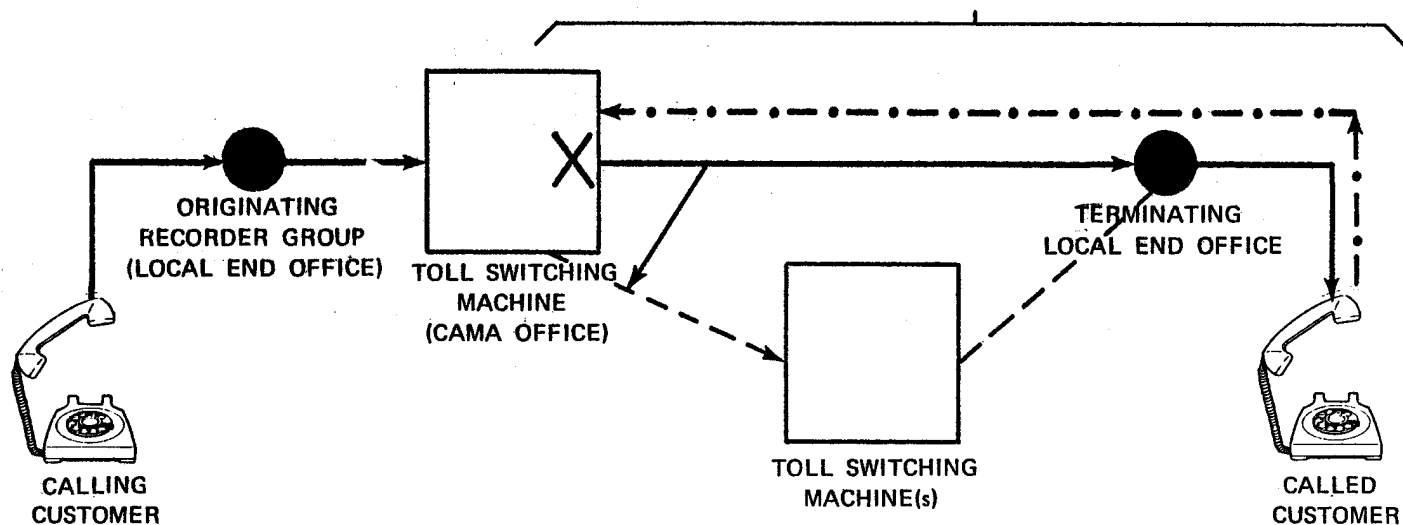 ORIGINATING
RECORDER GROUP
(LOCAL END OFFICE)
TOLL SWITCHING
MACHINE
(CAMA OFFICE)
TERMINATING
LOCAL END OFFICE
TOLL SWITCHING
MACHINE(s)
CALLING
CUSTOMER
CALLED
CUSTOMER